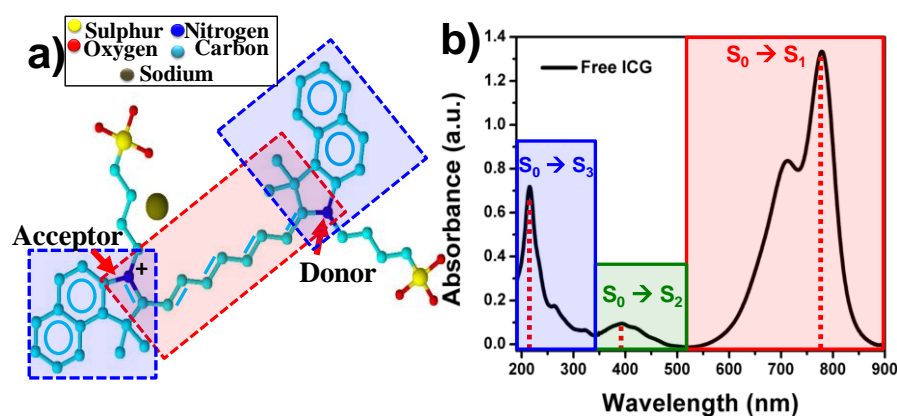 a)
Sulphur Nitrogen
Oxygen Carbon
Sodium
Acceptor
+
Donor
b)
1.4
1.2
1.0
0.8
0.6
0.4
0.2
0.0
Absorbance (a.u.)
Free ICG
S₀ → S₃
S₀ → S₂
S₀ → S₁
200 300 400 500 600 700 800 900
Wavelength (nm)